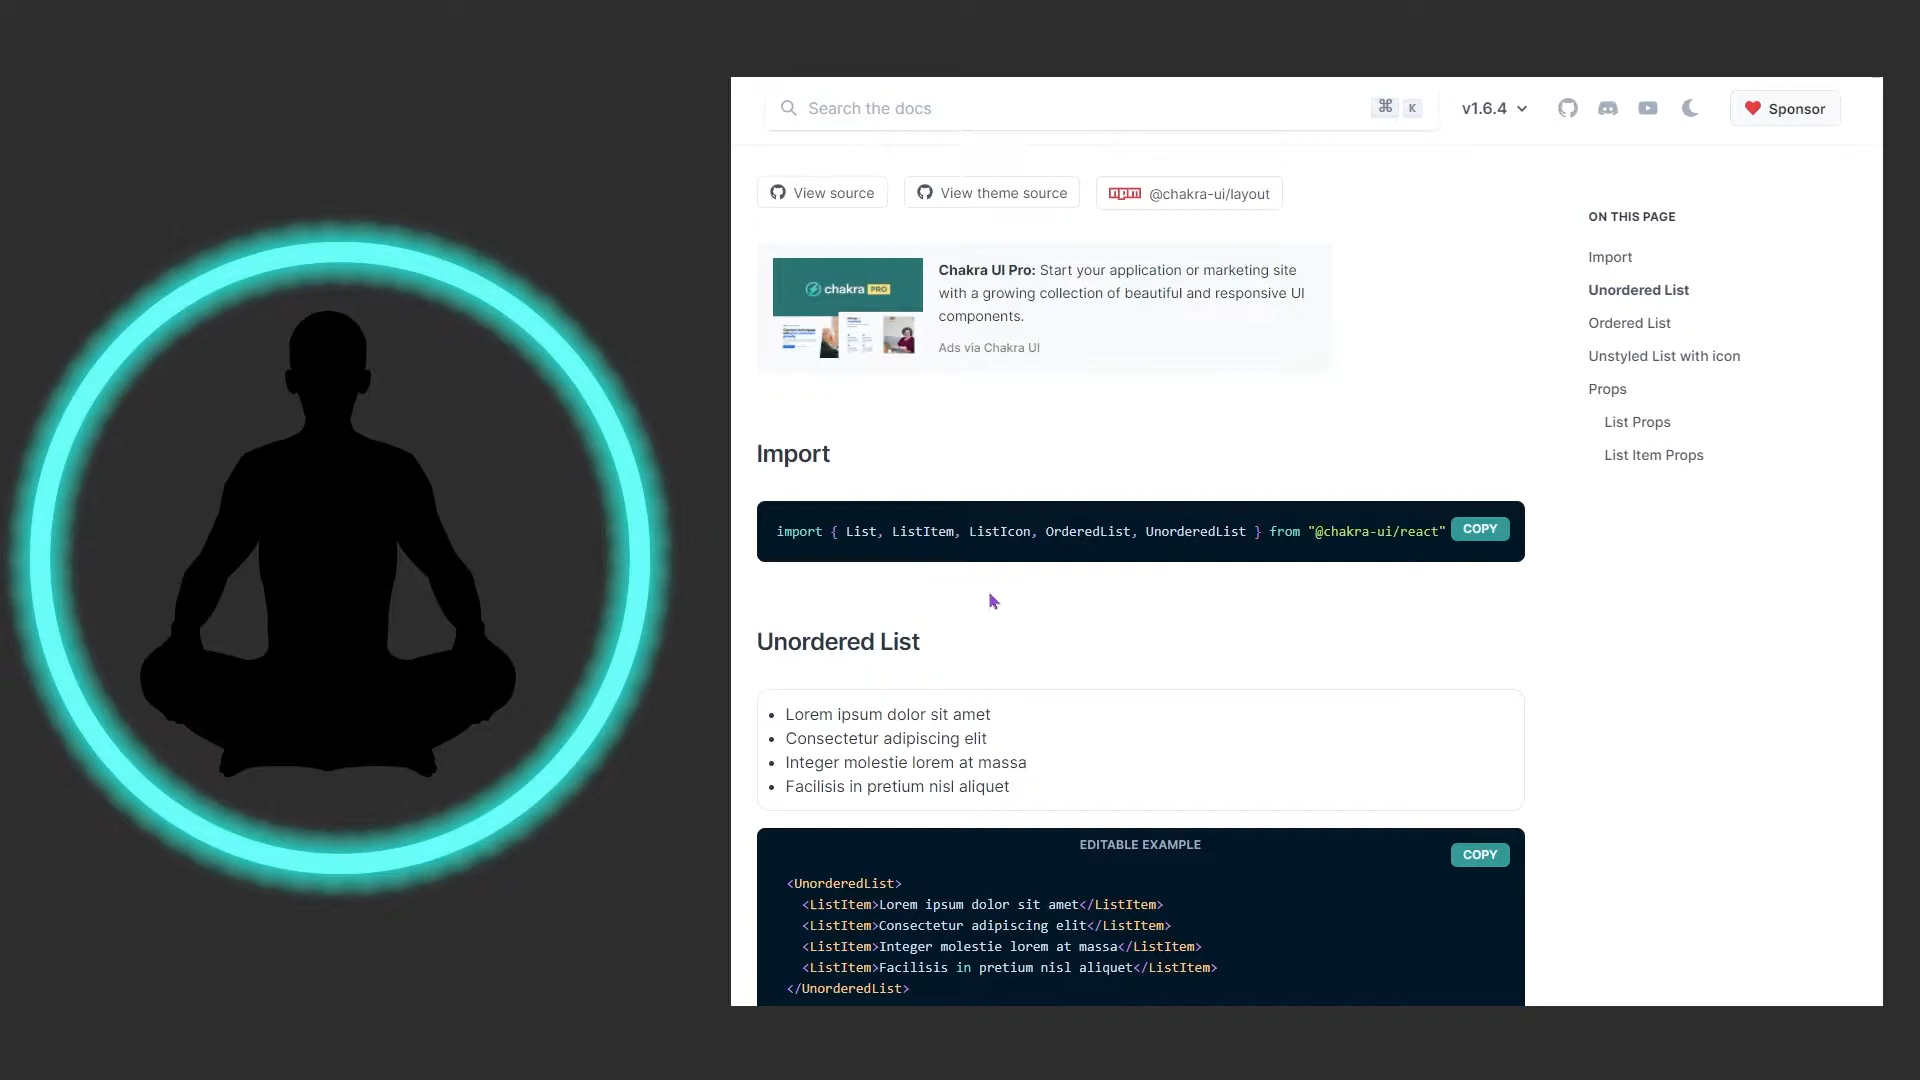 Search the docs
⌘ K
v1.6.4
Sponsor
View source
View theme source
npm @chakra-ui/layout
chakra PRO
Chakra UI Pro: Start your application or marketing site
with a growing collection of beautiful and responsive UI
components.
Ads via Chakra UI
Import
import { List, ListItem, ListIcon, OrderedList, UnorderedList } from "@chakra-ui/react"
COPY
Unordered List
• Lorem ipsum dolor sit amet
• Consectetur adipiscing elit
• Integer molestie lorem at massa
• Facilisis in pretium nisl aliquet
EDITABLE EXAMPLE
COPY
<UnorderedList>
<ListItem>Lorem ipsum dolor sit amet</ListItem>
<ListItem>Consectetur adipiscing elit</ListItem>
<ListItem>Integer molestie lorem at massa</ListItem>
<ListItem>Facilisis in pretium nisl aliquet</ListItem>
</UnorderedList>
ON THIS PAGE
Import
Unordered List
Ordered List
Unstyled List with icon
Props
List Props
List Item Props